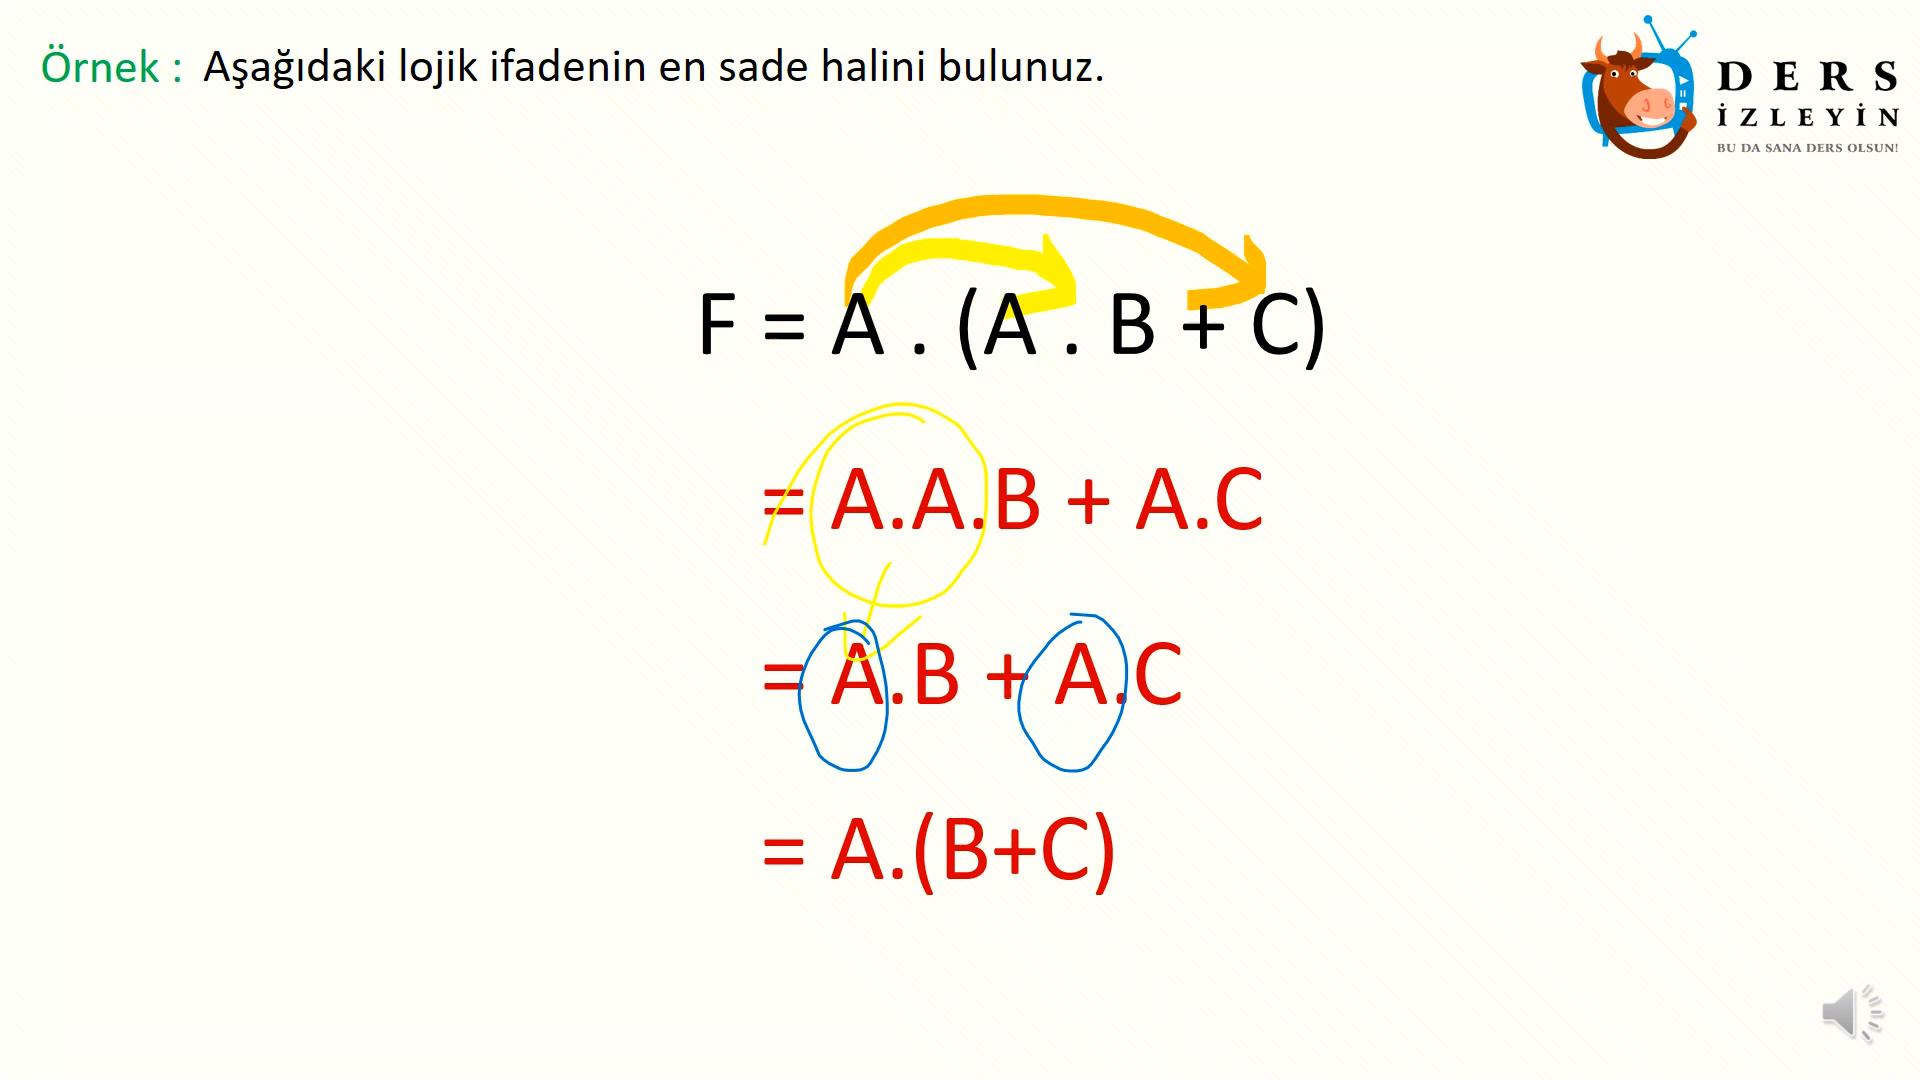 Örnek : Aşağıdaki lojik ifadenin en sade halini bulunuz.
DERS
İZLEYİN
BU DA SANA DERS OLSUN!
F = A . (A . B + C)
= A.A.B + A.C
= A.B + A.C
= A.(B+C)